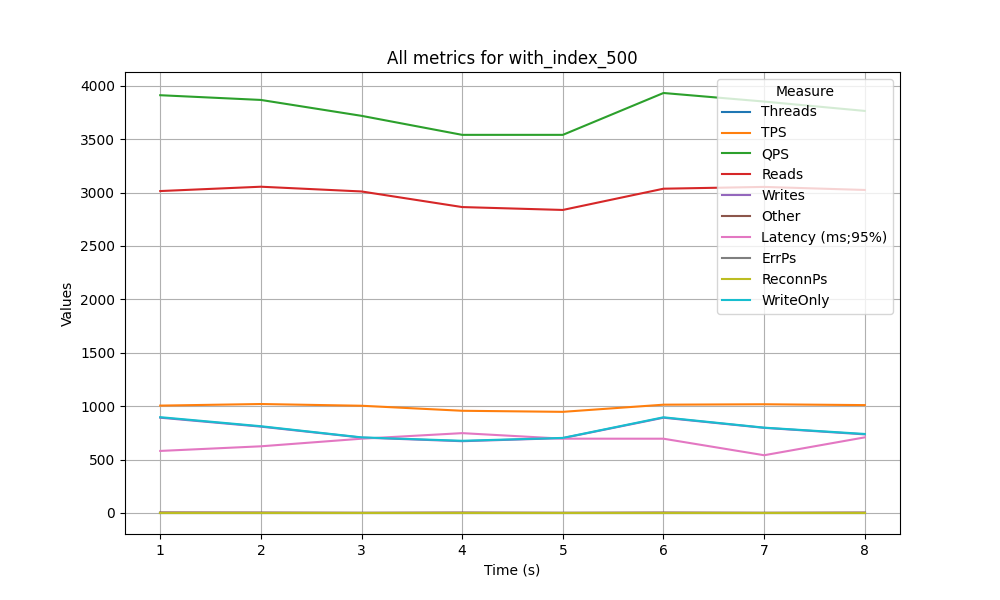 All metrics for with_index_500
Measure
Threads
TPS
QPS
Reads
Writes
Other
Latency (ms;95%)
ErrPs
ReconnPs
WriteOnly
Values
4000
3500
3000
2500
2000
1500
1000
500
0
1 2 3 4 5 6 7 8
Time (s)